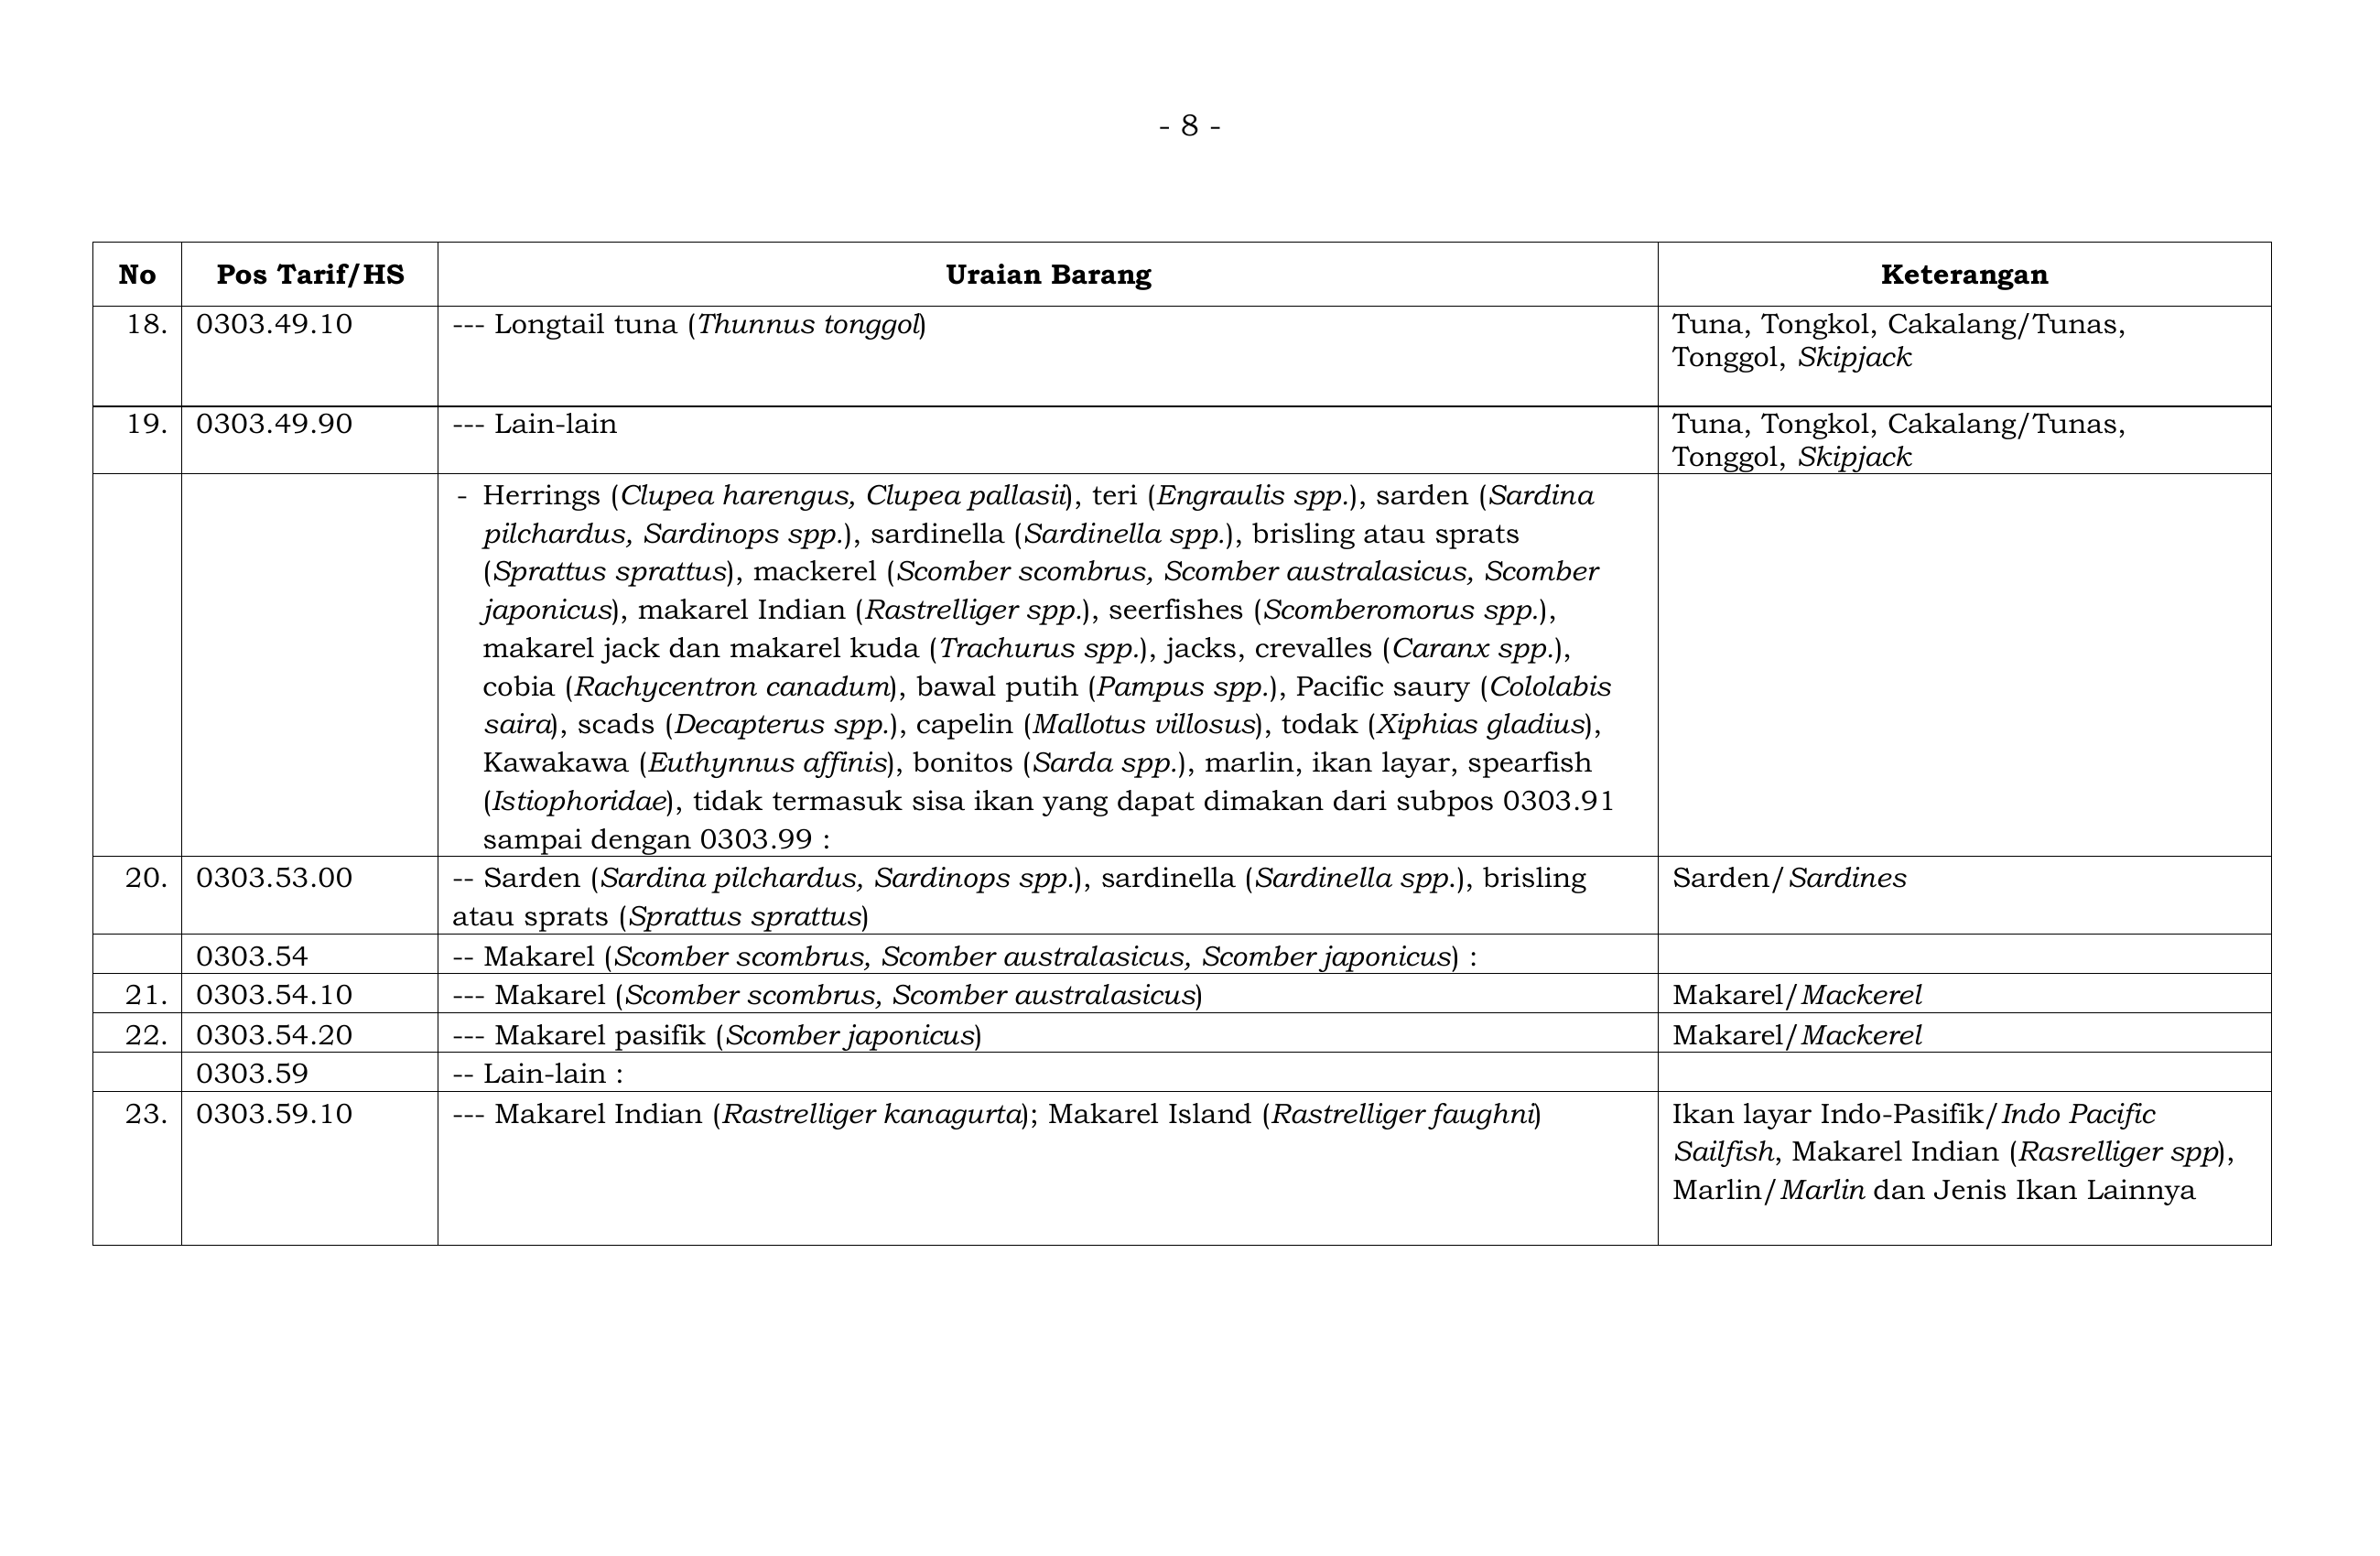 - 8 -
No Pos Tarif/HS Uraian Barang Keterangan
18. 0303.49.10 --- Longtail tuna (Thunnus tonggol) Tuna, Tongkol, Cakalang/Tunas,
Tonggol, Skipjack
19. 0303.49.90 --- Lain-lain Tuna, Tongkol, Cakalang/Tunas,
Tonggol, Skipjack
- Herrings (Clupea harengus, Clupea pallasii), teri (Engraulis spp.), sarden (Sardina
pilchardus, Sardinops spp.), sardinella (Sardinella spp.), brisling atau sprats
(Sprattus sprattus), mackerel (Scomber scombrus, Scomber australasicus, Scomber
japonicus), makarel Indian (Rastrelliger spp.), seerfishes (Scomberomorus spp.),
makarel jack dan makarel kuda (Trachurus spp.), jacks, crevalles (Caranx spp.),
cobia (Rachycentron canadum), bawal putih (Pampus spp.), Pacific saury (Cololabis
saira), scads (Decapterus spp.), capelin (Mallotus villosus), todak (Xiphias gladius),
Kawakawa (Euthynnus affinis), bonitos (Sarda spp.), marlin, ikan layar, spearfish
(Istiophoridae), tidak termasuk sisa ikan yang dapat dimakan dari subpos 0303.91
sampai dengan 0303.99 :
20. 0303.53.00 -- Sarden (Sardina pilchardus, Sardinops spp.), sardinella (Sardinella spp.), brisling Sarden/Sardines
atau sprats (Sprattus sprattus)
0303.54 -- Makarel (Scomber scombrus, Scomber australasicus, Scomber japonicus) :
21. 0303.54.10 --- Makarel (Scomber scombrus, Scomber australasicus) Makarel/Mackerel
22. 0303.54.20 --- Makarel pasifik (Scomber japonicus) Makarel/Mackerel
0303.59 -- Lain-lain :
23. 0303.59.10 --- Makarel Indian (Rastrelliger kanagurta); Makarel Island (Rastrelliger faughni) Ikan layar Indo-Pasifik/Indo Pacific
Sailfish, Makarel Indian (Rasrelliger spp),
Marlin/Marlin dan Jenis Ikan Lainnya